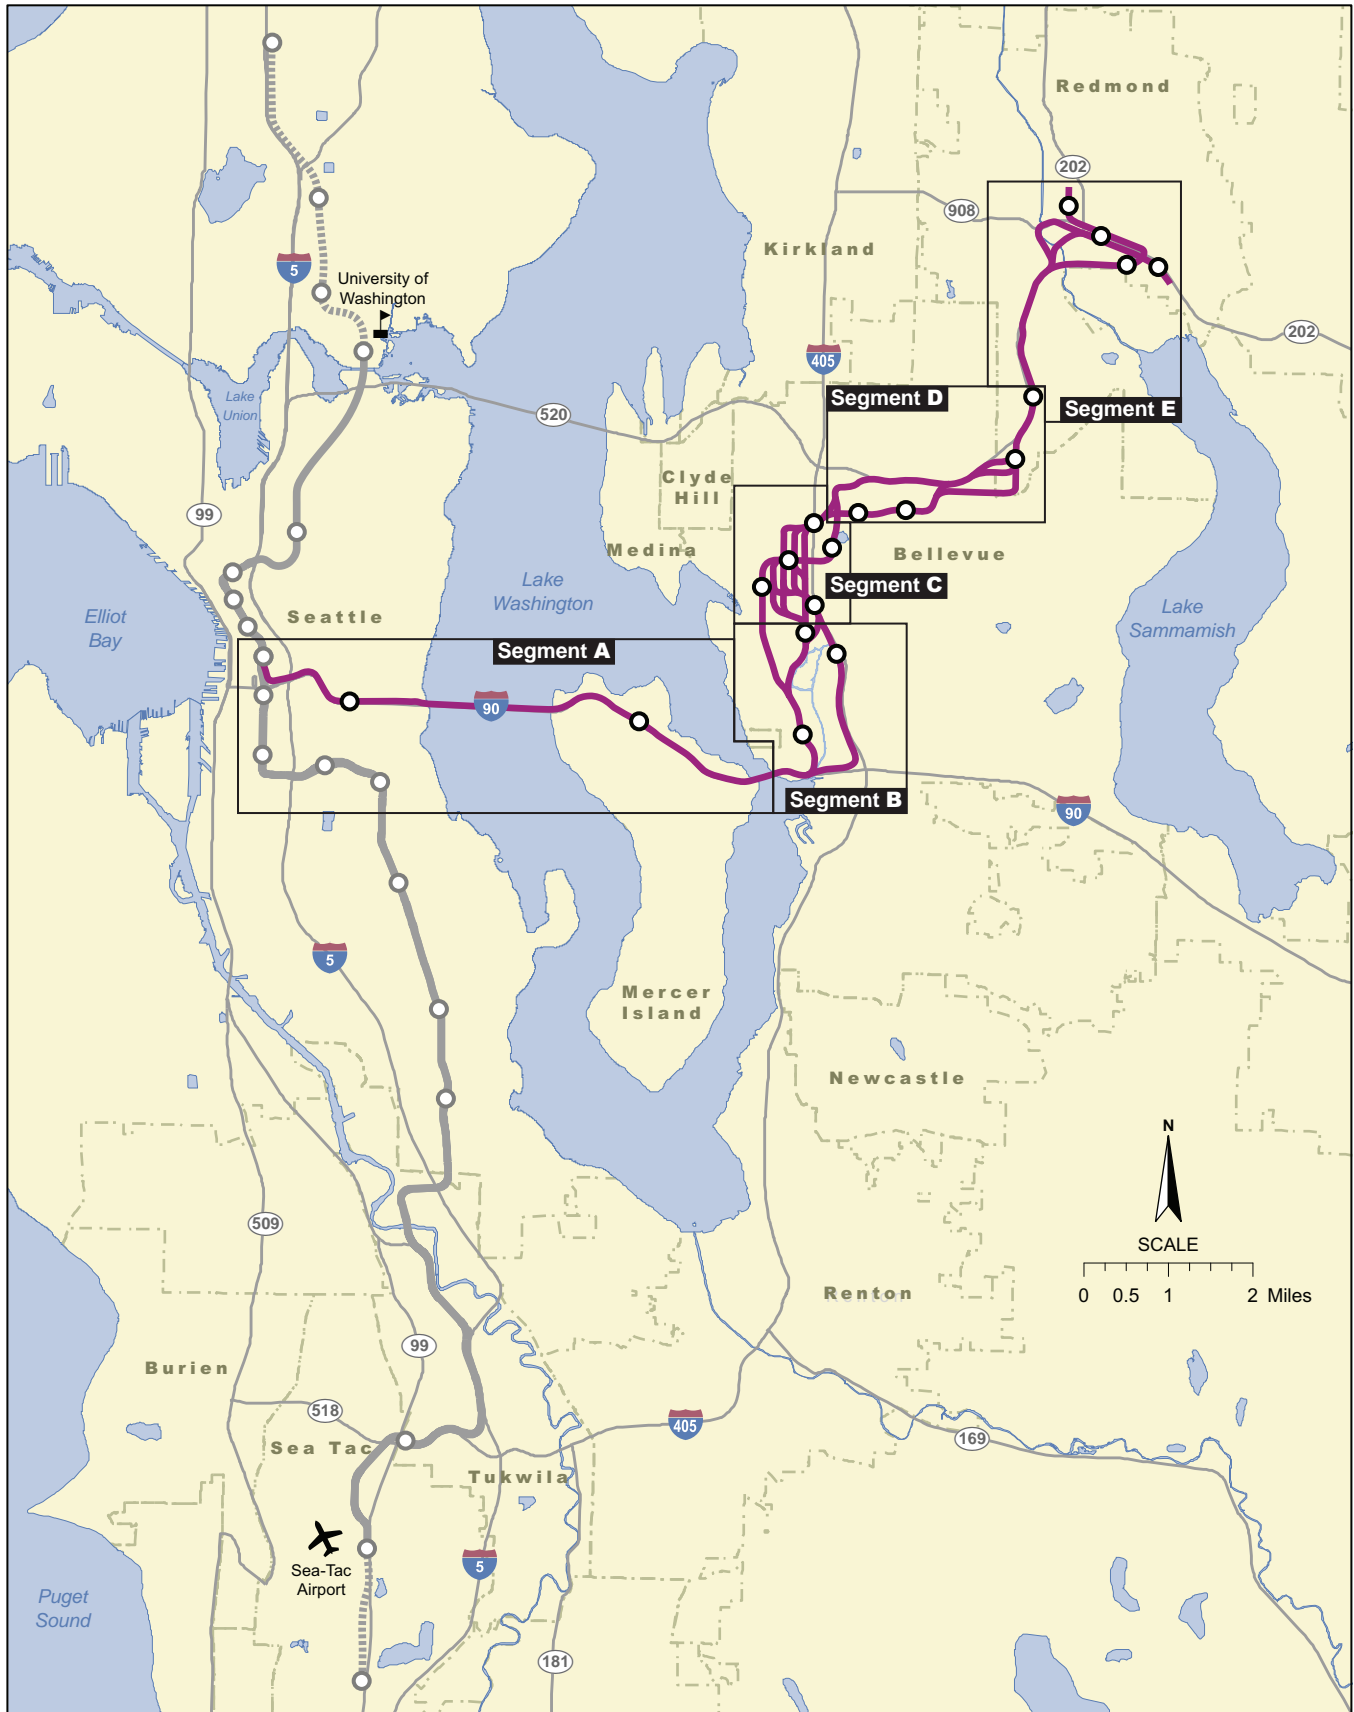 Redmond
202
908
Kirkland
5
University of
Washington
202
405
Lake
Union
Segment D
Segment E
520
Clyde
Hill
99
Medina
Bellevue
Lake
Washington
Segment C
Elliot
Bay
Seattle
Lake
Sammamish
Segment A
90
Segment B
90
5
Mercer
Island
Newcastle
N
509
SCALE
0 0.5 1 2 Miles
Renton
99
Burien
518
405
169
Sea Tac
Tukwila
5
Sea-Tac
Airport
Puget
Sound
181